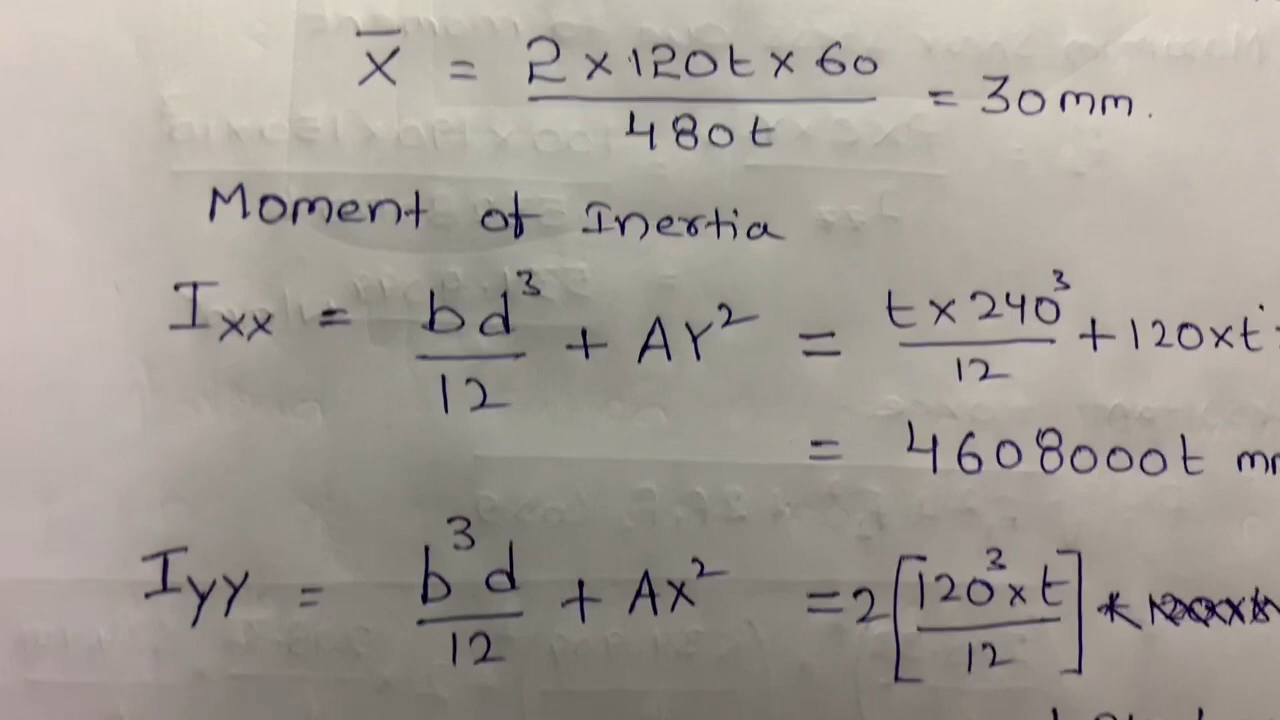 x̄ = 2 × 120t × 60 / 480t = 30mm.
Moment of Inertia
Ixx = bd³/12 + AY² = t × 240³/12 + 120×t
= 4608000t
IYY = b³d/12 + AX² = 2[120³×t/12]